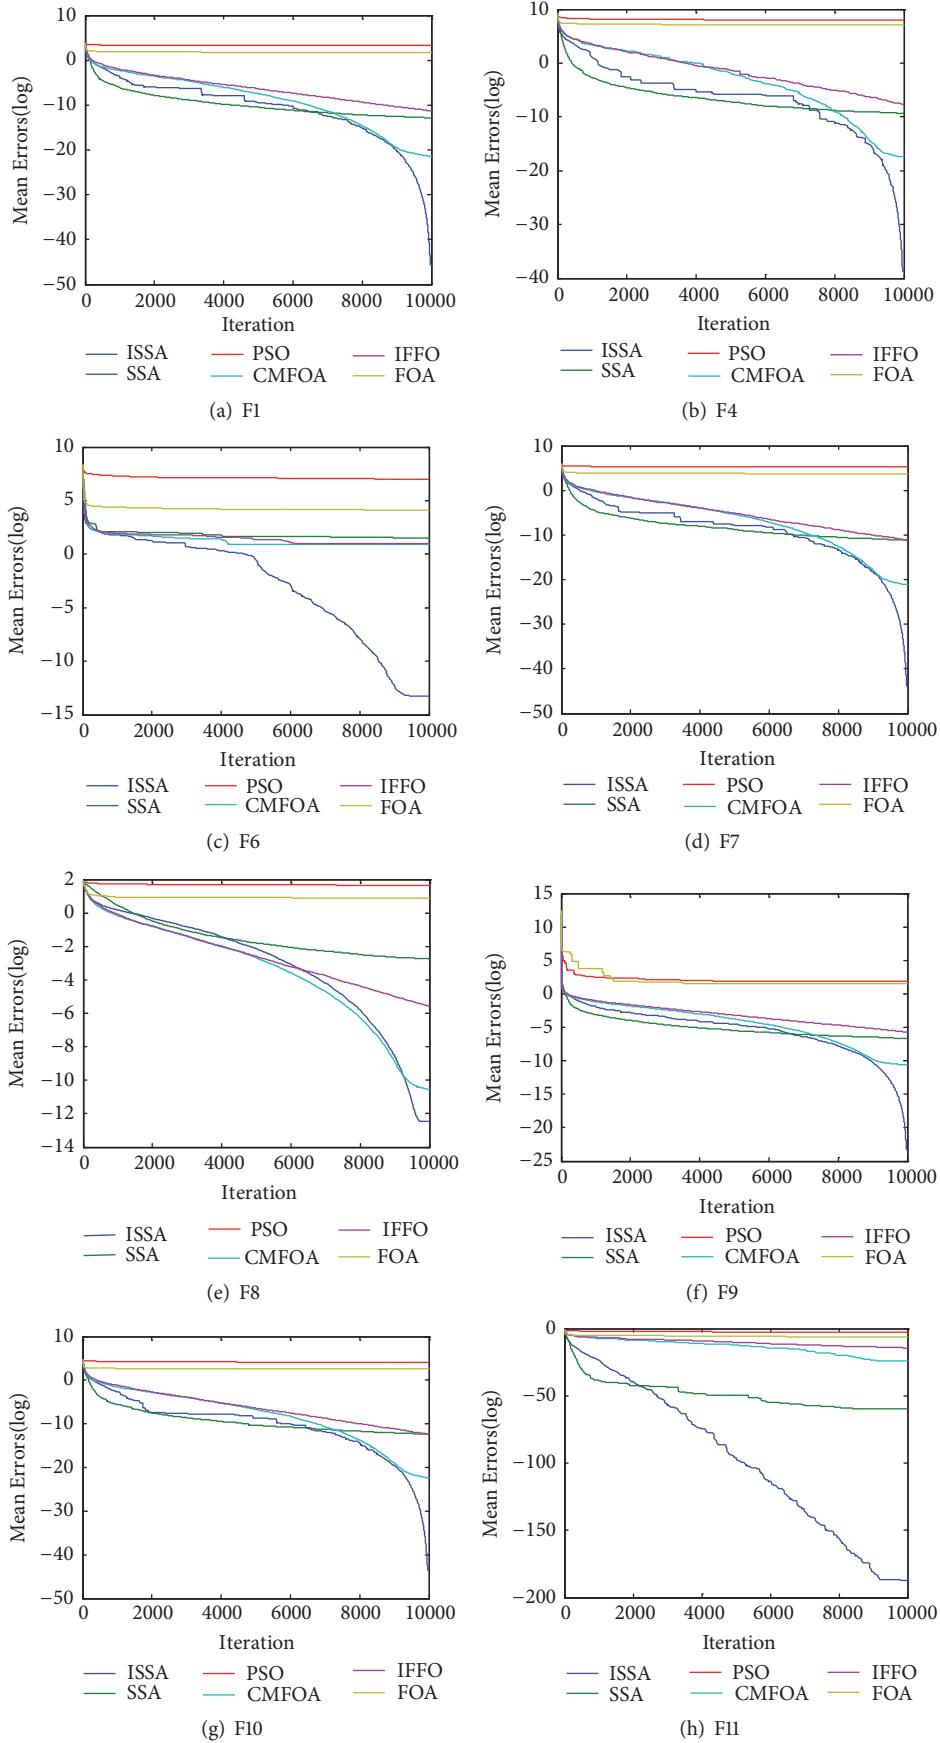 10
0
−10
−20
−30
−40
−50
Mean Errors(log)
0 2000 4000 6000 8000 10000
Iteration
ISSA PSO IFFO
SSA CMFOA FOA
(a) F1
10
0
−10
−20
−30
−40
Mean Errors(log)
0 2000 4000 6000 8000 10000
Iteration
ISSA PSO IFFO
SSA CMFOA FOA
(b) F4
10
5
0
−5
−10
−15
Mean Errors(log)
0 2000 4000 6000 8000 10000
Iteration
ISSA PSO IFFO
SSA CMFOA FOA
(c) F6
10
0
−10
−20
−30
−40
−50
Mean Errors(log)
0 2000 4000 6000 8000 10000
Iteration
ISSA PSO IFFO
SSA CMFOA FOA
(d) F7
2
0
−2
−4
−6
−8
−10
−12
−14
Mean Errors(log)
0 2000 4000 6000 8000 10000
Iteration
ISSA PSO IFFO
SSA CMFOA FOA
(e) F8
15
10
5
0
−5
−10
−15
−20
−25
Mean Errors(log)
0 2000 4000 6000 8000 10000
Iteration
ISSA PSO IFFO
SSA CMFOA FOA
(f) F9
10
0
−10
−20
−30
−40
−50
Mean Errors(log)
0 2000 4000 6000 8000 10000
Iteration
ISSA PSO IFFO
SSA CMFOA FOA
(g) F10
0
−50
−100
−150
−200
Mean Errors(log)
0 2000 4000 6000 8000 10000
Iteration
ISSA PSO IFFO
SSA CMFOA FOA
(h) F11